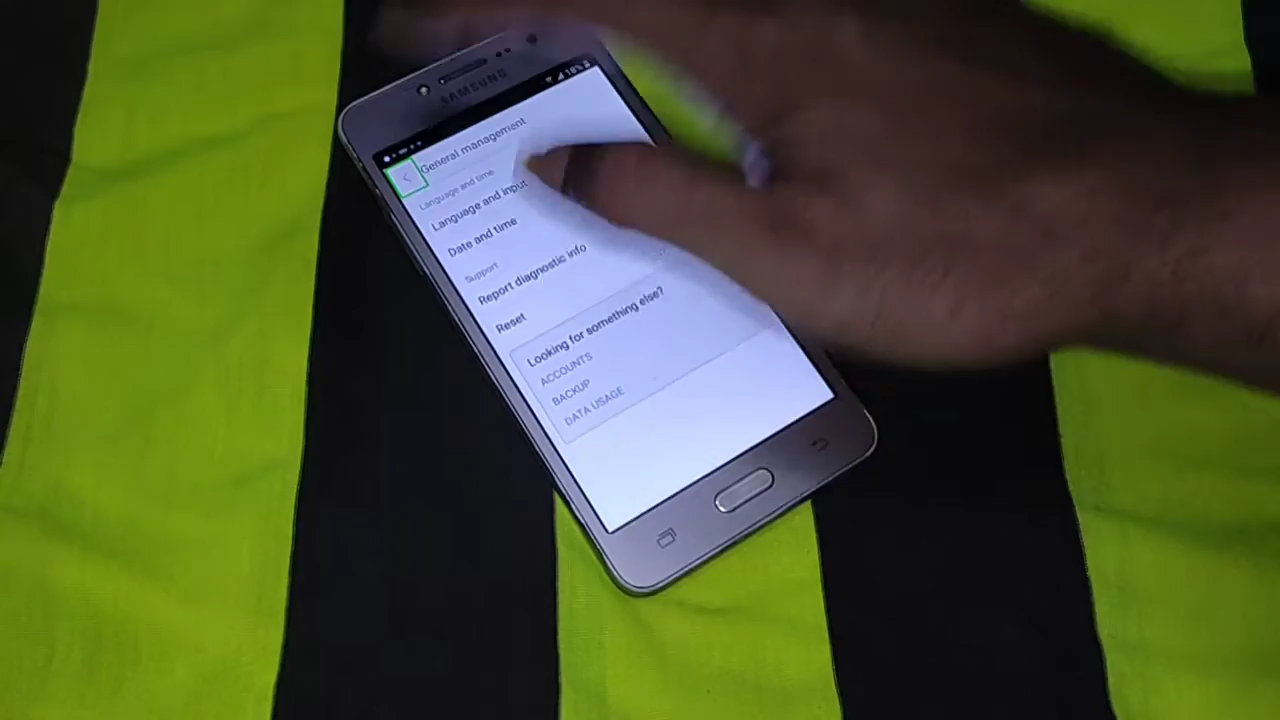 SAMSUNG
18%
General management
Language and time
Language and input
Date and time
Support
Report diagnostic info
Reset
Looking for something else?
ACCOUNTS
BACKUP
DATA USAGE